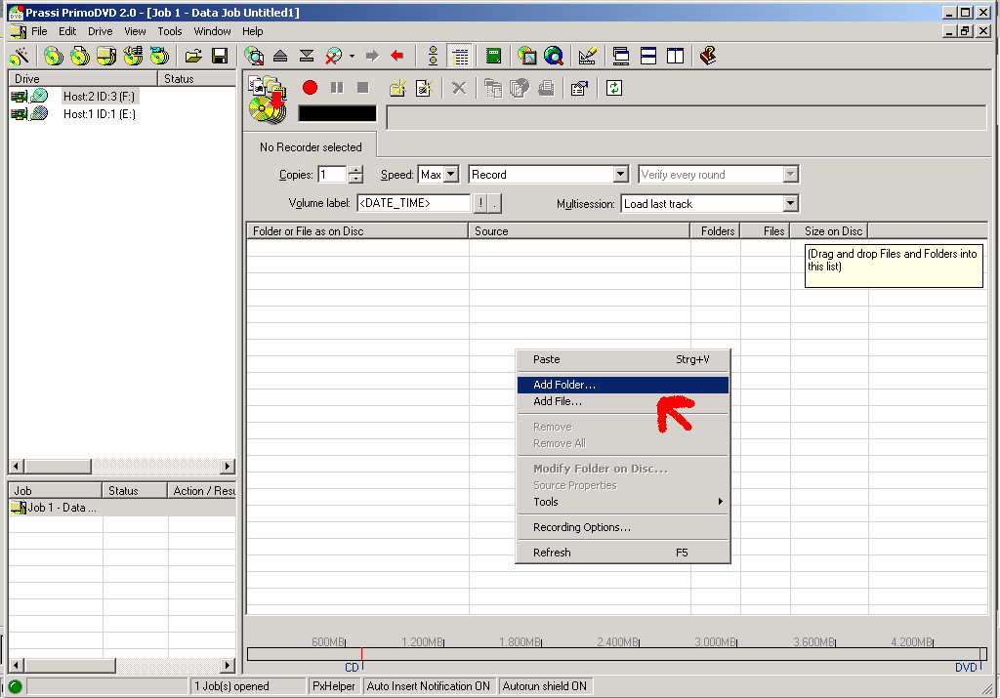 Prassi PrimoDVD 2.0 - [Job 1 - Data Job Untitled1]
File Edit Drive View Tools Window Help
Drive Status
Host:2 ID:3 (F:)
Host:1 ID:1 (E:)
No Recorder selected
Copies: 1 Speed: Max Record Verify every round
Volume label: <DATE_TIME> ! . Multisession: Load last track
Folder or File as on Disc Source Folders Files Size on Disc
(Drag and drop Files and Folders into
this list)
Paste Strg+V
Add Folder...
Add File...
Remove
Remove All
Modify Folder on Disc...
Source Properties
Tools
Recording Options...
Refresh F5
Job Status Action / Resu
Job 1 - Data ...
600MB 1.200MB 1.800MB 2.400MB 3.000MB 3.600MB 4.200MB
CD DVD
1 Job(s) opened PxHelper Auto Insert Notification ON Autorun shield ON